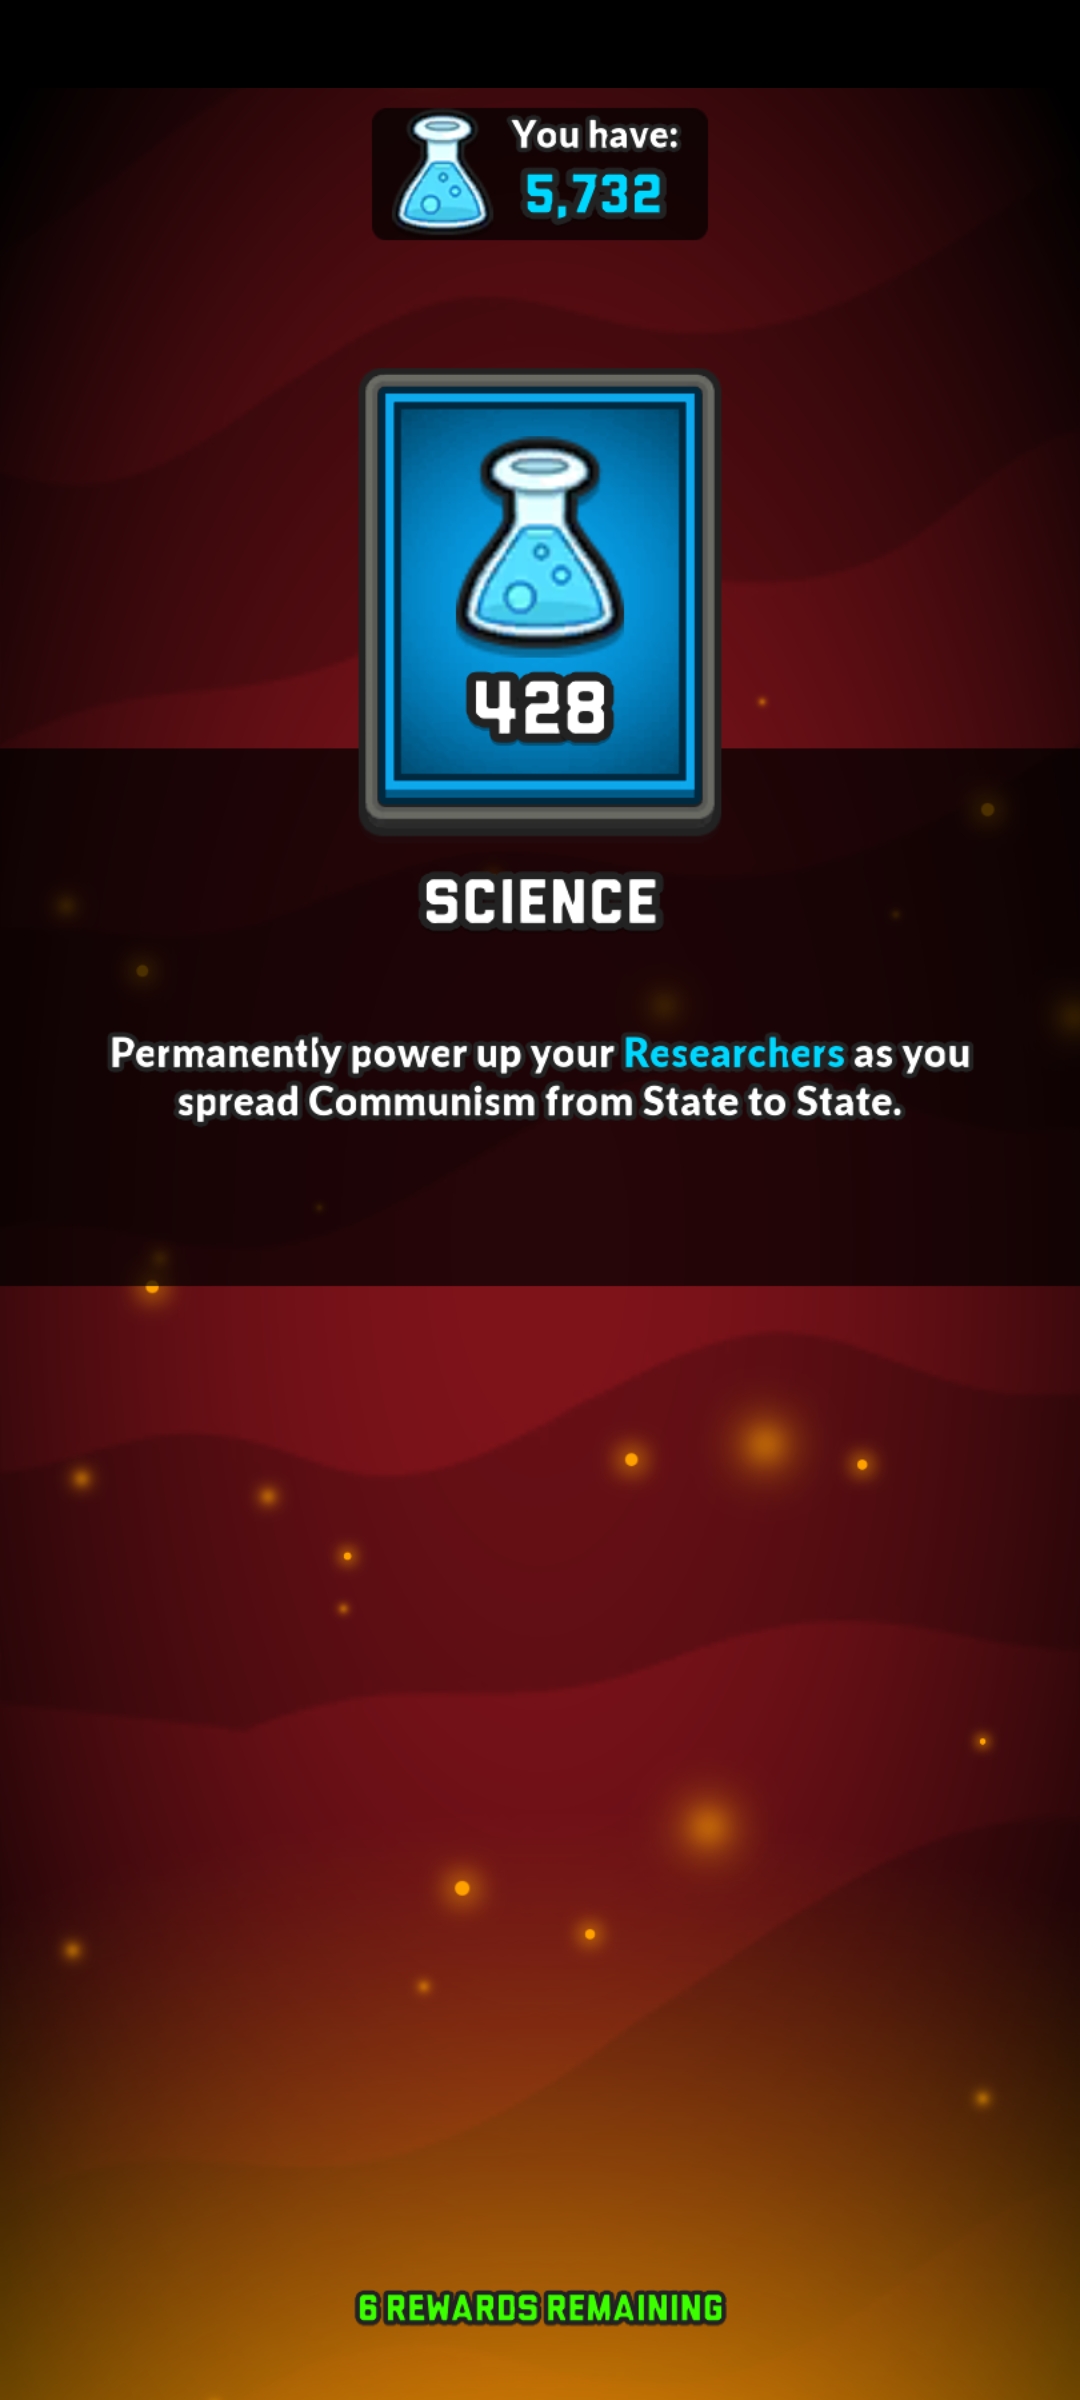 You have:
5,732
428
SCIENCE
Permanently power up your Researchers as you
spread Communism from State to State.
6 REWARDS REMAINING